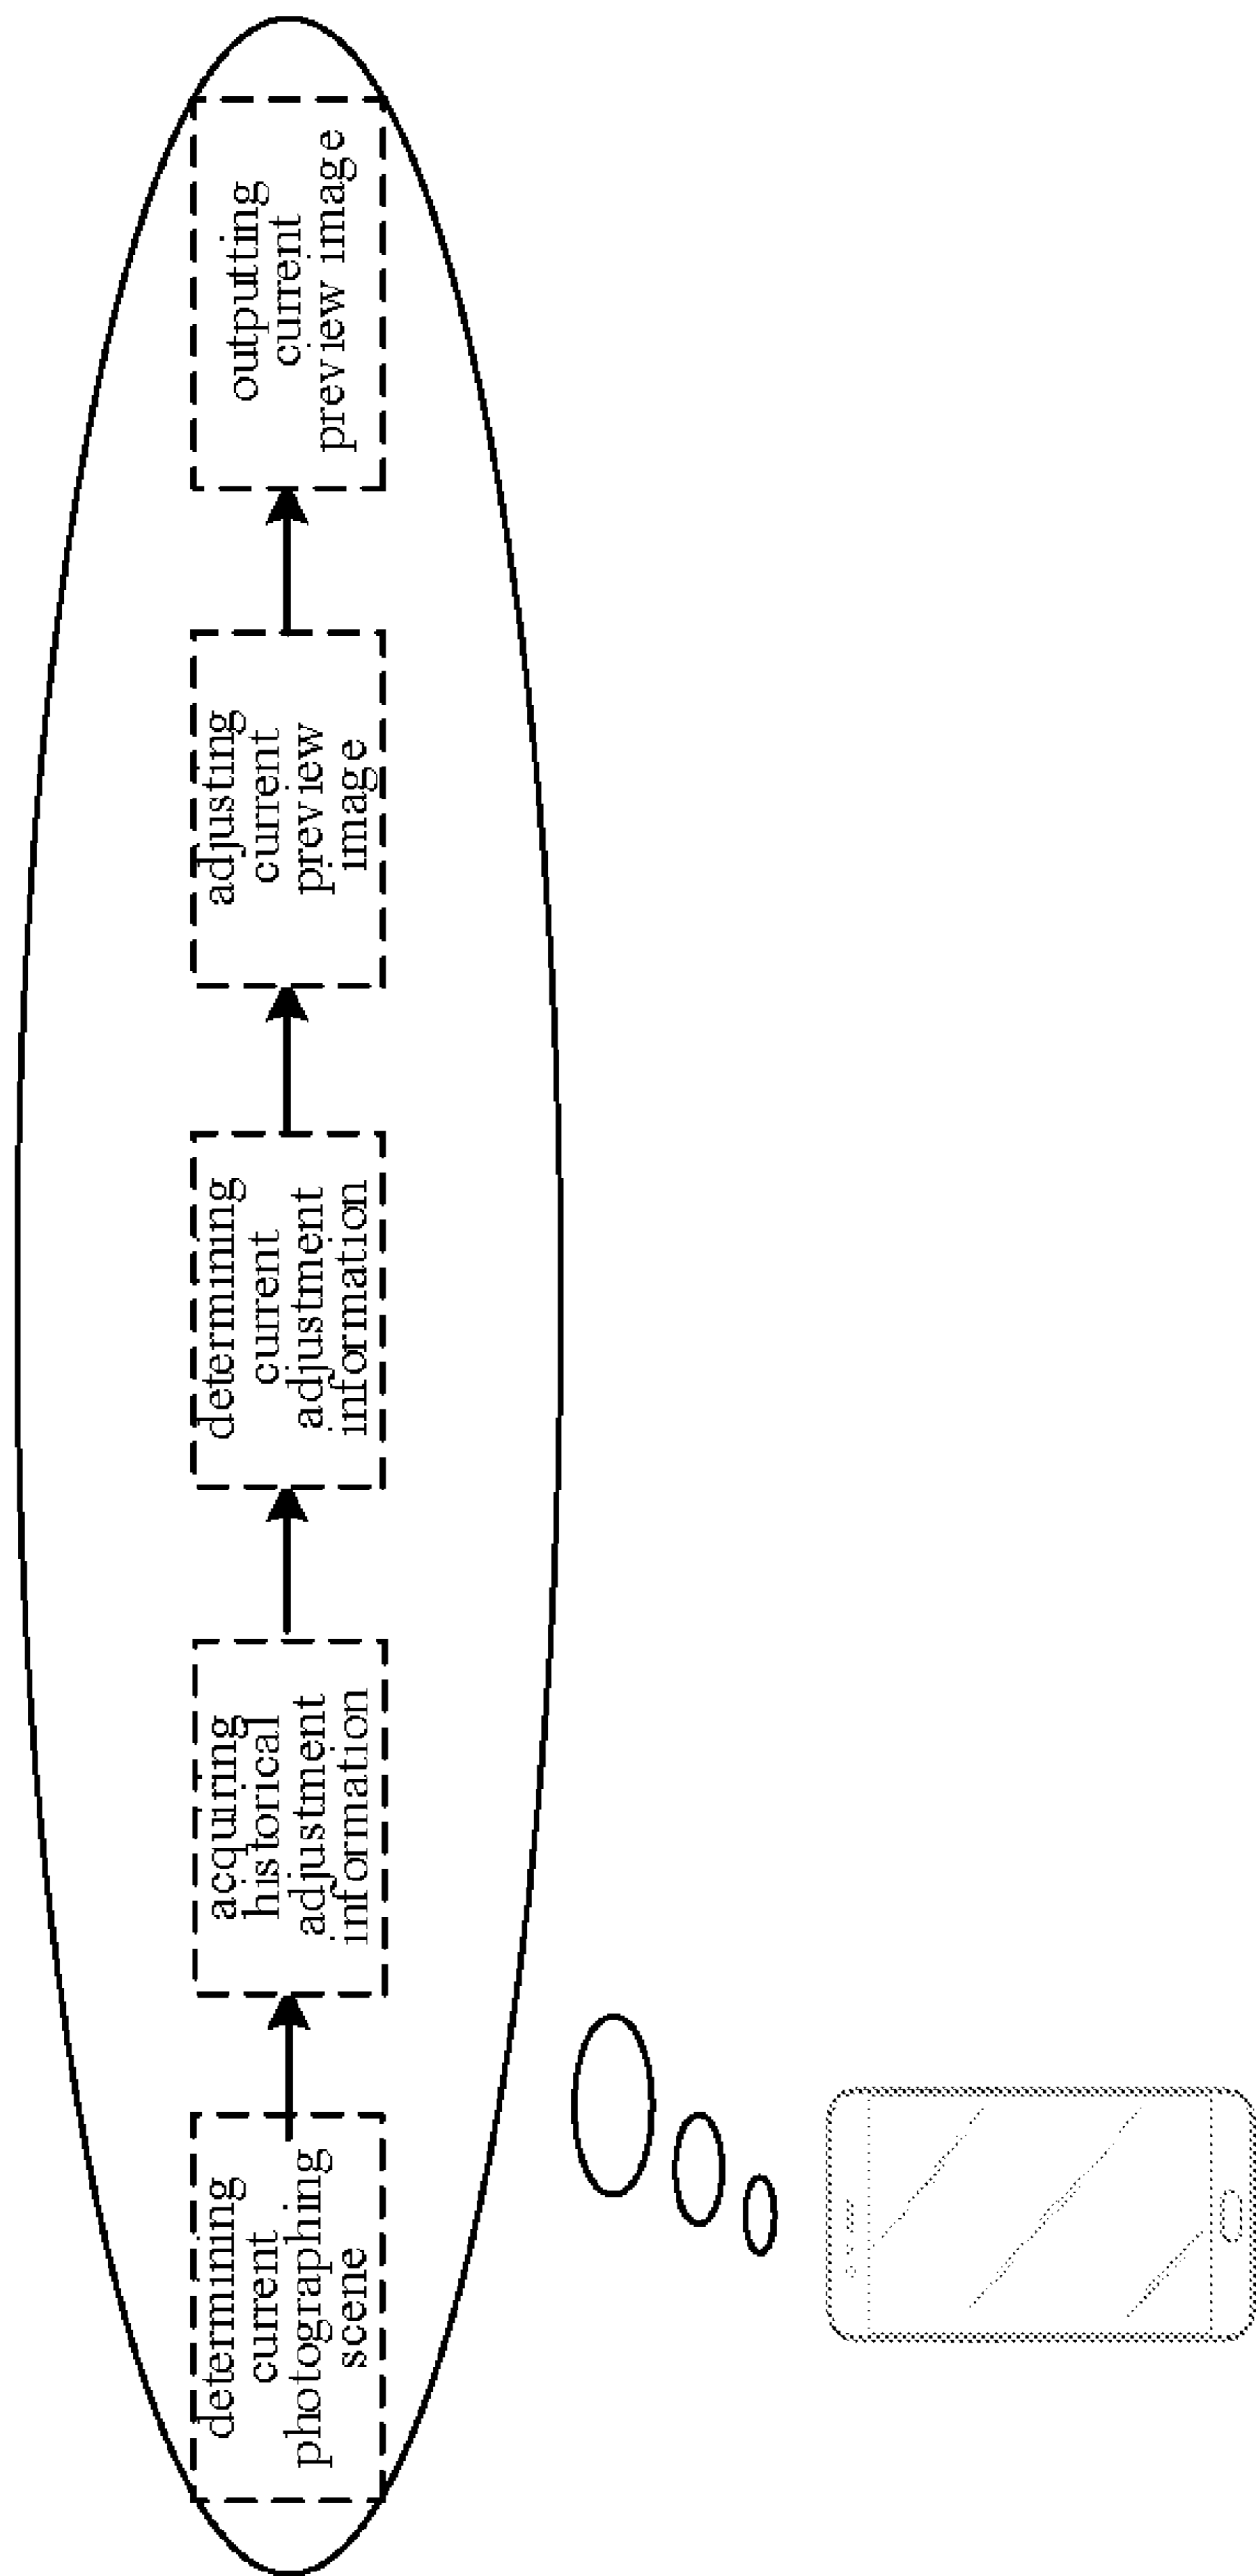 determining
current
photographing
scene
acquiring
historical
adjustment
information
determining
current
adjustment
information
adjusting
current
preview
image
outputting
current
preview image